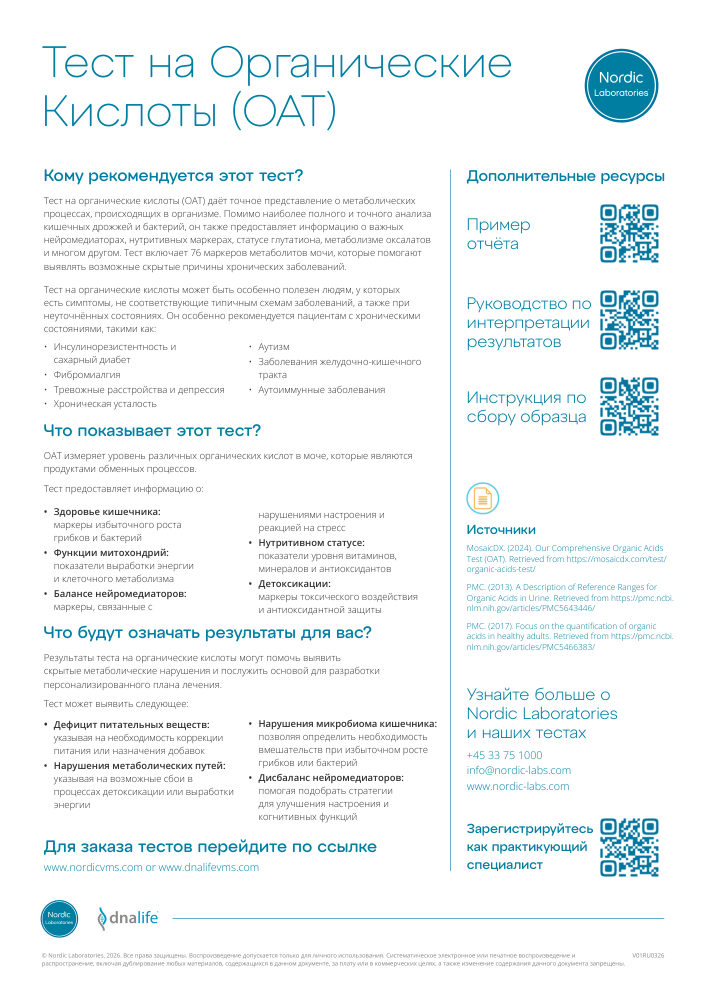 Тест на Органические
Кислоты (ОАТ)
Nordic
Laboratories
Кому рекомендуется этот тест?
Тест на органические кислоты (ОАТ) даёт точное представление о метаболических
процессах, происходящих в организме. Помимо наиболее полного и точного анализа
кишечных дрожжей и бактерий, он также предоставляет информацию о важных
нейромедиаторах, нутритивных маркерах, статусе глутатиона, метаболизме оксалатов
и многом другом. Тест включает 76 маркеров метаболитов мочи, которые помогают
выявлять возможные скрытые причины хронических заболеваний.
Тест на органические кислоты может быть особенно полезен людям, у которых
есть симптомы, не соответствующие типичным схемам заболеваний, а также при
неуточнённых состояниях. Он особенно рекомендуется пациентам с хроническими
состояниями, такими как:
• Инсулинорезистентность и
сахарный диабет
• Фибромиалгия
• Тревожные расстройства и депрессия
• Хроническая усталость
• Аутизм
• Заболевания желудочно-кишечного
тракта
• Аутоиммунные заболевания
Что показывает этот тест?
ОАТ измеряет уровень различных органических кислот в моче, которые являются
продуктами обменных процессов.
Тест предоставляет информацию о:
• Здоровье кишечника:
маркеры избыточного роста
грибков и бактерий
• Функции митохондрий:
показатели выработки энергии
и клеточного метаболизма
• Балансе нейромедиаторов:
маркеры, связанные с
нарушениями настроения и
реакцией на стресс
• Нутритивном статусе:
показатели уровня витаминов,
минералов и антиоксидантов
• Детоксикации:
маркеры токсического воздействия
и антиоксидантной защиты
Что будут означать результаты для вас?
Результаты теста на органические кислоты могут помочь выявить
скрытые метаболические нарушения и послужить основой для разработки
персонализированного плана лечения.
Тест может выявить следующее:
• Дефицит питательных веществ:
указывая на необходимость коррекции
питания или назначения добавок
• Нарушения метаболических путей:
указывая на возможные сбои в
процессах детоксикации или выработки
энергии
• Нарушения микробиома кишечника:
позволяя определить необходимость
вмешательств при избыточном росте
грибков или бактерий
• Дисбаланс нейромедиаторов:
помогая подобрать стратегии
для улучшения настроения и
когнитивных функций
Для заказа тестов перейдите по ссылке
www.nordicvms.com or www.dnalifevms.com
Дополнительные ресурсы
Пример
отчёта
Руководство по
интерпретации
результатов
Инструкция по
сбору образца
Источники
MosaicDX. (2024). Our Comprehensive Organic Acids
Test (OAT). Retrieved from https://mosaicdx.com/test/
organic-acids-test/
PMC. (2013). A Description of Reference Ranges for
Organic Acids in Urine. Retrieved from https://pmc.ncbi.
nlm.nih.gov/articles/PMC5643446/
PMC. (2017). Focus on the quantification of organic
acids in healthy adults. Retrieved from https://pmc.ncbi.
nlm.nih.gov/articles/PMC5466383/
Узнайте больше о
Nordic Laboratories
и наших тестах
+45 33 75 1000
info@nordic-labs.com
www.nordic-labs.com
Зарегистрируйтесь
как практикующий
специалист
Nordic
Laboratories
dnalife
© Nordic Laboratories, 2026. Все права защищены. Воспроизведение допускается только для личного использования. Систематическое электронное или печатное воспроизведение и
распространение, включая дублирование любых материалов, содержащихся в данном документе, за плату или в коммерческих целях, а также изменение содержания данного документа запрещены.
V01RU0326